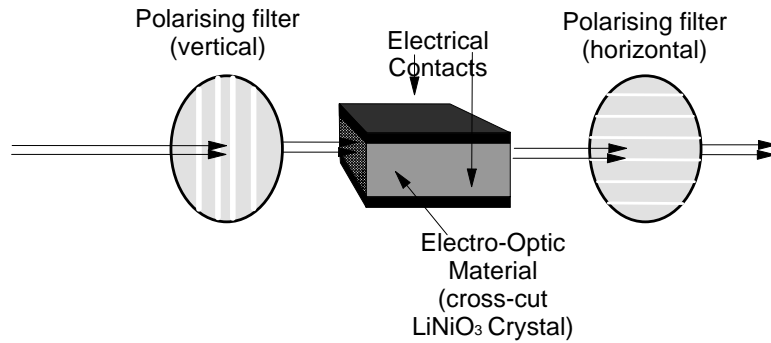 Polarising filter
(vertical)
Electrical
Contacts
Polarising filter
(horizontal)
Electro-Optic
Material
(cross-cut
LiNiO₃ Crystal)